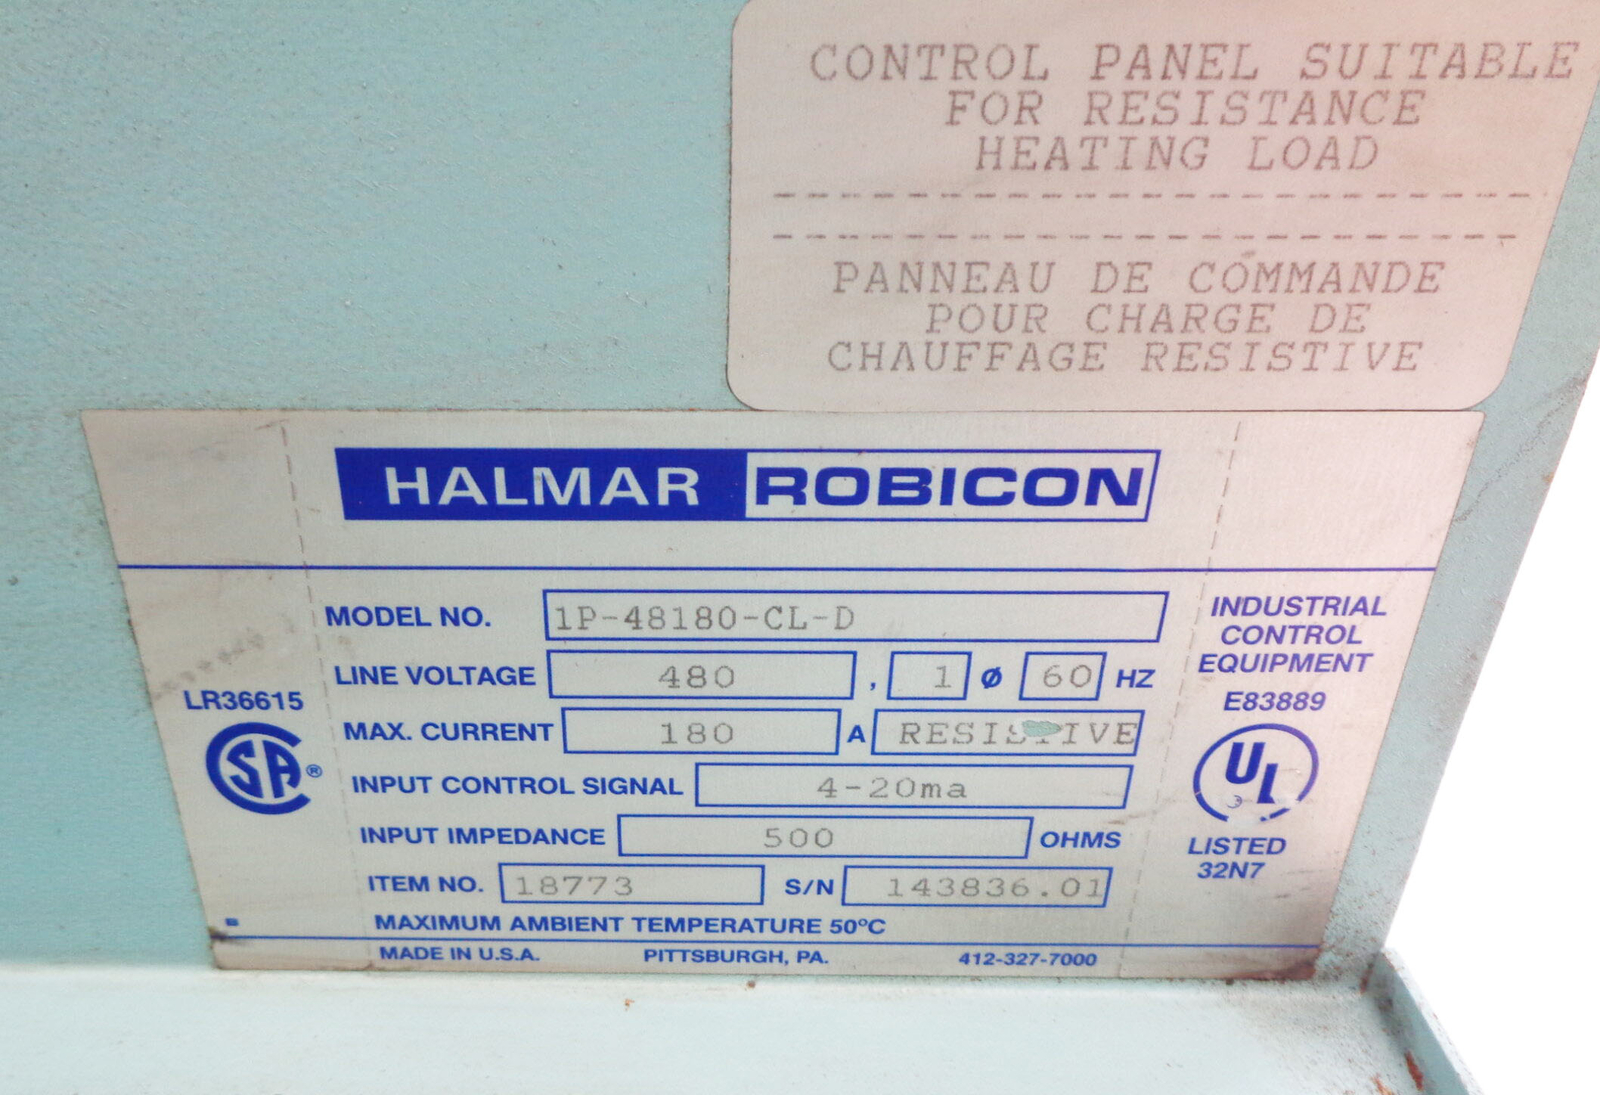 CONTROL PANEL SUITABLE
FOR RESISTANCE
HEATING LOAD
PANNEAU DE COMMANDE
POUR CHARGE DE
CHAUFFAGE RESISTIVE
HALMAR ROBICON
MODEL NO. 1P-48180-CL-D
LINE VOLTAGE 480 , 1 ø 60 HZ
MAX. CURRENT 180 A RESISTIVE
INPUT CONTROL SIGNAL 4-20ma
INPUT IMPEDANCE 500 OHMS
ITEM NO. 18773 S/N 143836.01
MAXIMUM AMBIENT TEMPERATURE 50°C
MADE IN U.S.A. PITTSBURGH, PA. 412-327-7000
LR36615
SA ®
INDUSTRIAL
CONTROL
EQUIPMENT
E83889
UL
LISTED
32N7